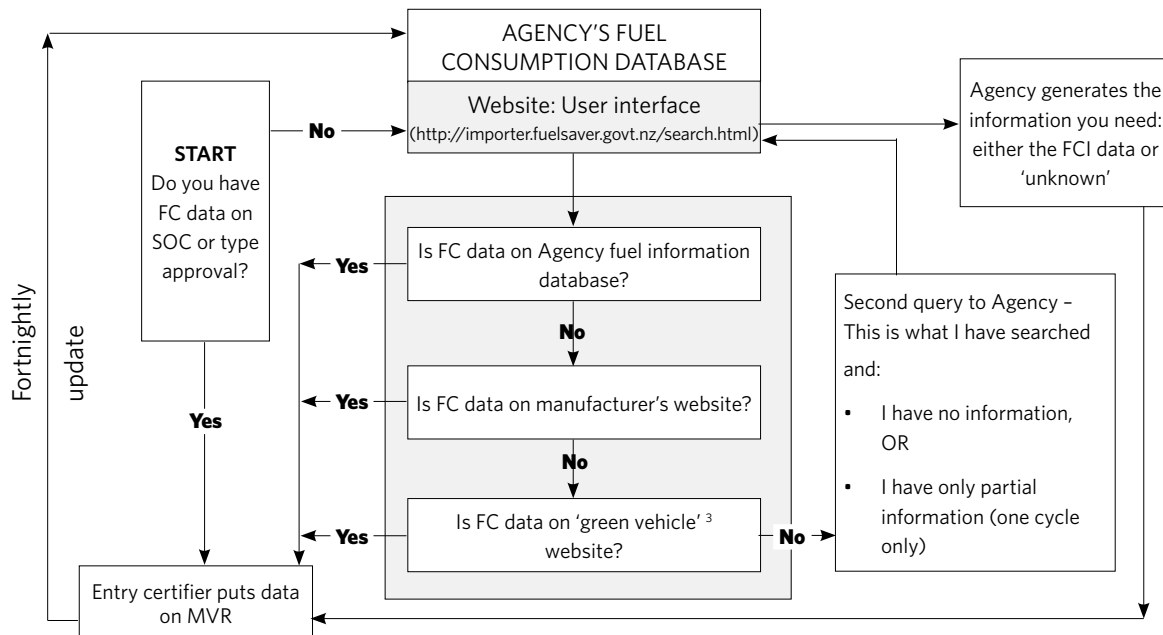 AGENCY'S FUEL
CONSUMPTION DATABASE
Website: User interface
(http://importer.fuelsaver.govt.nz/search.html)
Agency generates the
information you need:
either the FCI data or
'unknown'
START
Do you have
FC data on
SOC or type
approval?
No
Yes
Fortnightly
update
Is FC data on Agency fuel information
database?
Yes
No
Is FC data on manufacturer's website?
Yes
No
Is FC data on 'green vehicle' 3
website?
Yes
No
Second query to Agency –
This is what I have searched
and:
▪ I have no information,
OR
▪ I have only partial
information (one cycle
only)
Entry certifier puts data
on MVR